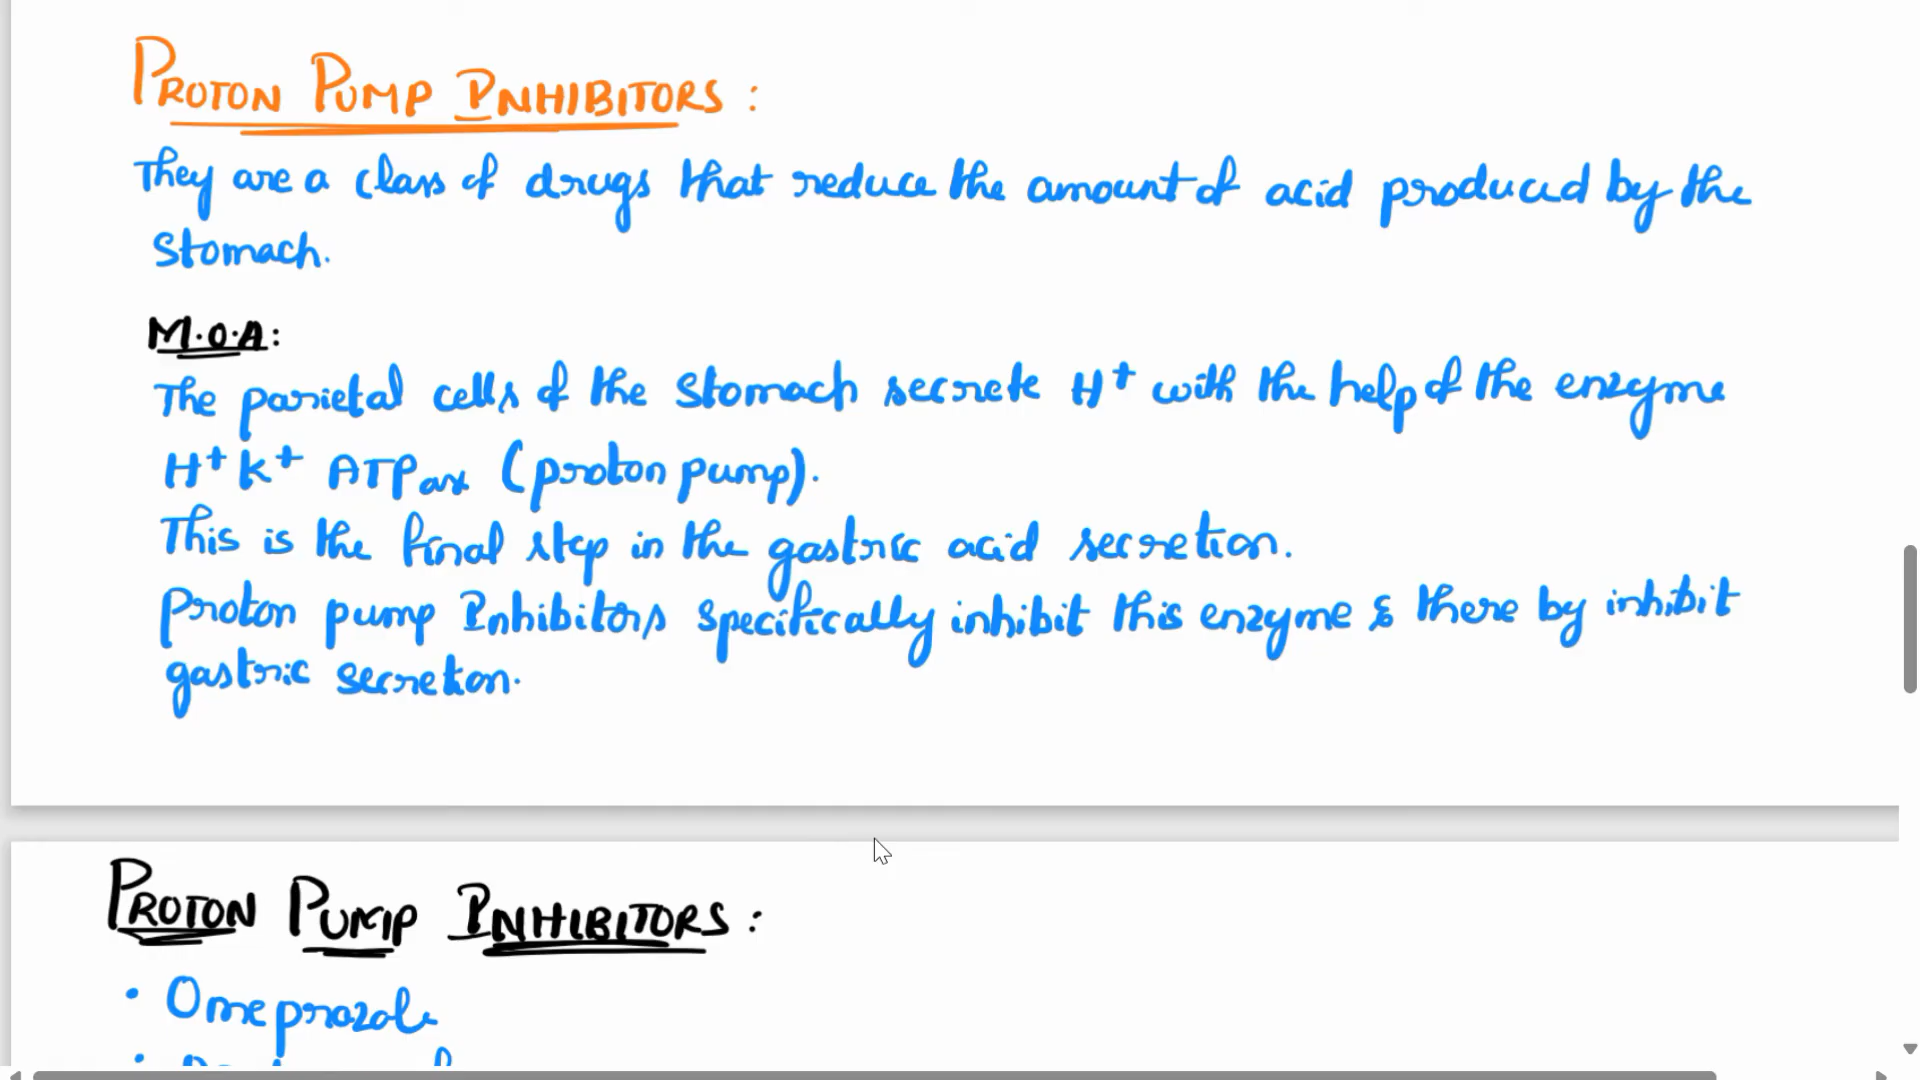 PROTON PUMP INHIBITORS :
They are a class of drugs that reduce the amount of acid produced by the
Stomach.
M.O.A:
The parietal cells of the stomach secrete H+ with the help of the enzyme
H+ K+ ATPase (proton pump).
This is the final step in the gastric acid secretion.
Proton pump Inhibitors specifically inhibit this enzyme & there by inhibit
gastric secretion.
PROTON PUMP INHIBITORS :
• Omeprazole